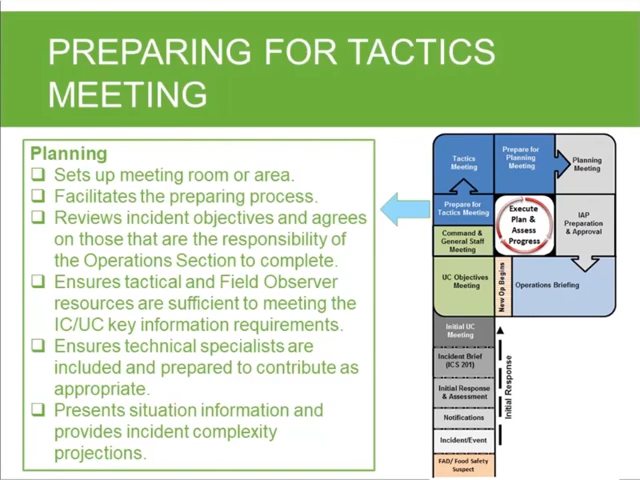 PREPARING FOR TACTICS
MEETING
Planning
Sets up meeting room or area.
Facilitates the preparing process.
Reviews incident objectives and agrees
on those that are the responsibility of
the Operations Section to complete.
Ensures tactical and Field Observer
resources are sufficient to meeting the
IC/UC key information requirements.
Ensures technical specialists are
included and prepared to contribute as
appropriate.
Presents situation information and
provides incident complexity
projections.
Tactics
Meeting
Prepare for
Planning
Meeting
Planning
Meeting
Prepare for
Tactics Meeting
Execute
Plan &
Assess
Progress
IAP
Preparation
& Approval
Command &
General Staff
Meeting
UC Objectives
Meeting
New Op Begins
Operations Briefing
Initial UC
Meeting
Incident Brief
(ICS 201)
Initial Response
& Assessment
Notifications
Incident/Event
FAD/ Food Safety
Suspect
Initial Response